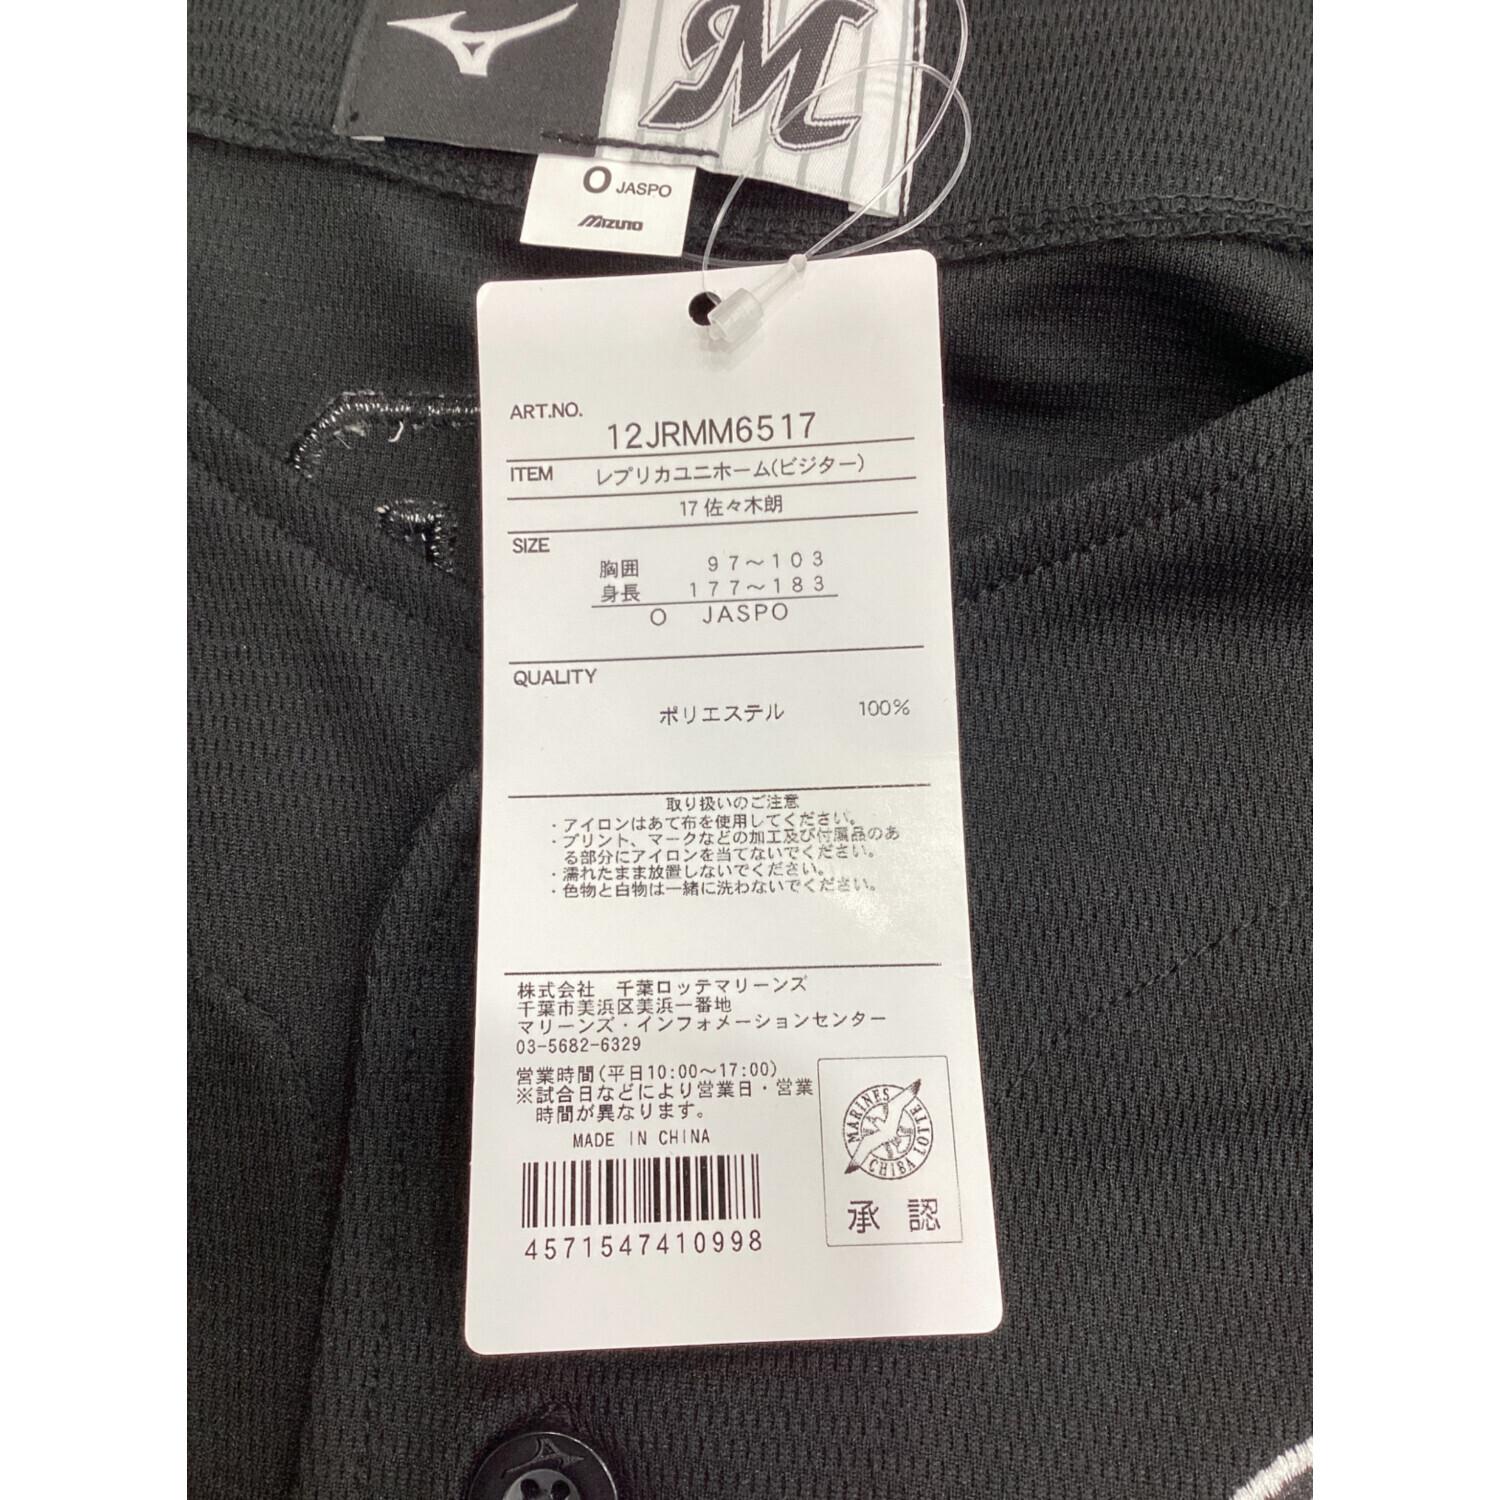 M
O JASPO
Mizuno
ART.NO. 12JRMM6517
ITEM レプリカユニホーム(ビジター)
17 佐々木朗
SIZE
胸囲 97～103
身長 177～183
O JASPO
QUALITY
ポリエステル 100%
取り扱いのご注意
・アイロンはあて布を使用してください。
・プリント、マークなどの加工及び付属品のあ
る部分にアイロンを当てないでください。
・濡れたまま放置しないでください。
・色物と白物は一緒に洗わないでください。
株式会社 千葉ロッテマリーンズ
千葉市美浜区美浜一番地
マリーンズ・インフォメーションセンター
03-5682-6329
営業時間(平日10:00～17:00)
※試合日などにより営業日・営業
時間が異なります。
MADE IN CHINA
4571547410998
MARINES
CHIBA LOTTE
承認